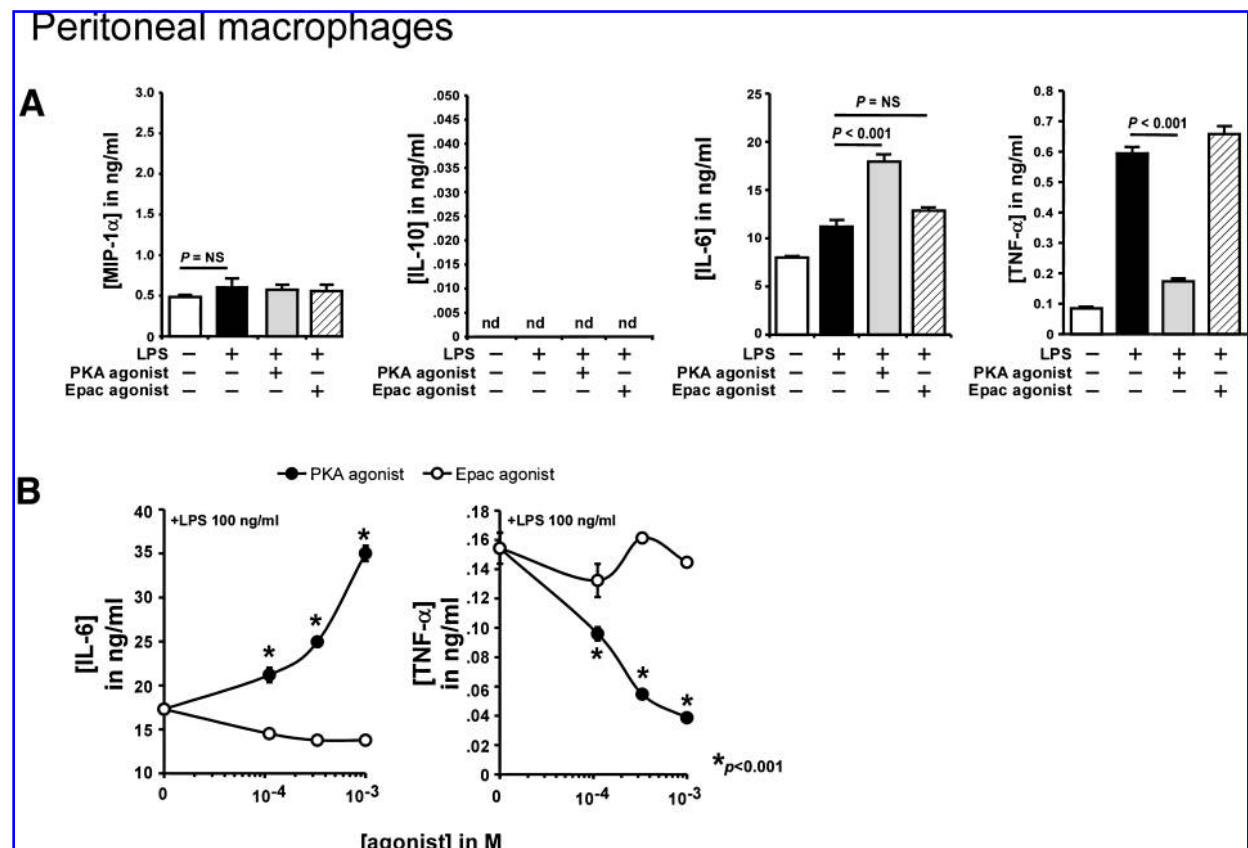 Peritoneal macrophages
A
[MIP-1α] in ng/ml
3.0
2.5
2.0
1.5
1.0
0.5
0
P = NS
LPS − + + +
PKA agonist − − + −
Epac agonist − − − +
[IL-10] in ng/ml
.050
.045
.040
.035
.030
.025
.020
.015
.010
.005
0
nd nd nd nd
LPS − + + +
PKA agonist − − + −
Epac agonist − − − +
[IL-6] in ng/ml
25
20
15
10
5
0
P = NS
P < 0.001
LPS − + + +
PKA agonist − − + −
Epac agonist − − − +
[TNF-α] in ng/ml
0.8
0.7
0.6
0.5
0.4
0.3
0.2
0.1
0
P < 0.001
LPS − + + +
PKA agonist − − + −
Epac agonist − − − +
B
PKA agonist Epac agonist
[IL-6]
in ng/ml
40
35
30
25
20
15
10
+LPS 100 ng/ml
* * *
0 10-4 10-3
[TNF-α]
in ng/ml
.18
.16
.14
.12
.10
.08
.06
.04
.02
0
+LPS 100 ng/ml
* * *
0 10-4 10-3
*p<0.001
[agonist] in M